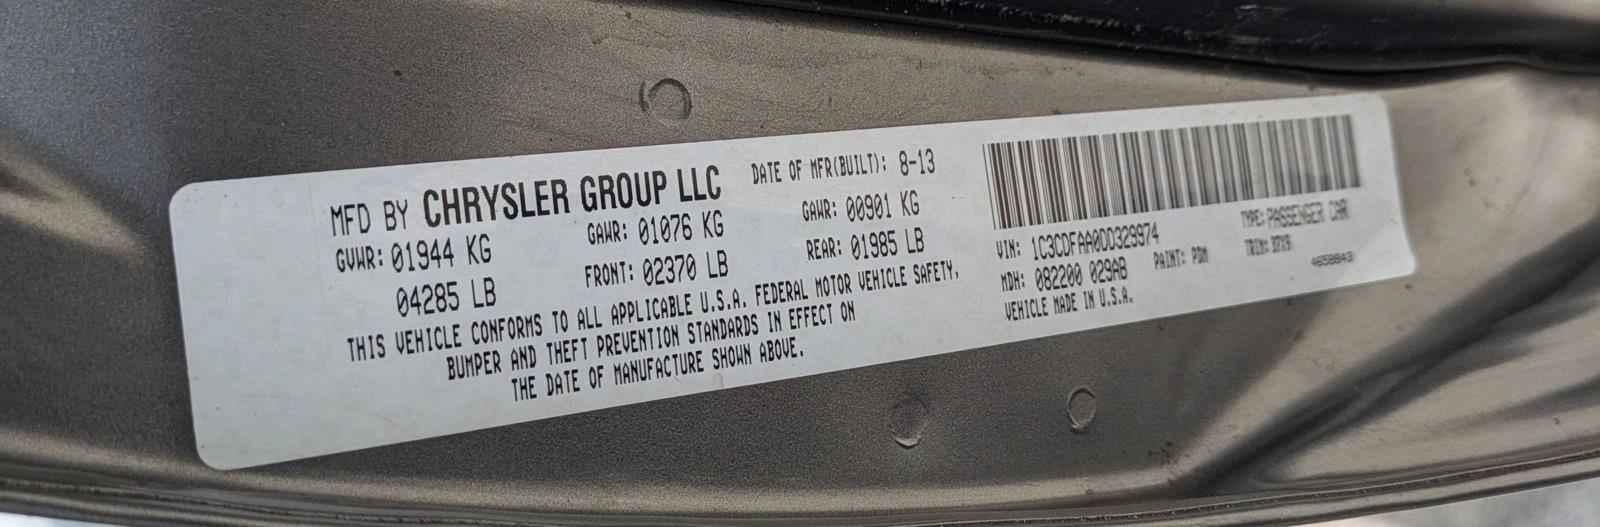 MFD BY CHRYSLER GROUP LLC
DATE OF MFR(BUILT): 8-13
GVWR: 01944 KG
04285 LB
GAWR: 01076 KG
FRONT: 02370 LB
GAWR: 00901 KG
REAR: 01985 LB
THIS VEHICLE CONFORMS TO ALL APPLICABLE U.S.A. FEDERAL MOTOR VEHICLE SAFETY,
BUMPER AND THEFT PREVENTION STANDARDS IN EFFECT ON
THE DATE OF MANUFACTURE SHOWN ABOVE.
VIN: 1C3CDFAA0DD329974
TYPE: PASSENGER CAR
MDH: 082200 029AB
PAINT: PDM
TRIM:
VEHICLE MADE IN U.S.A.
4658843